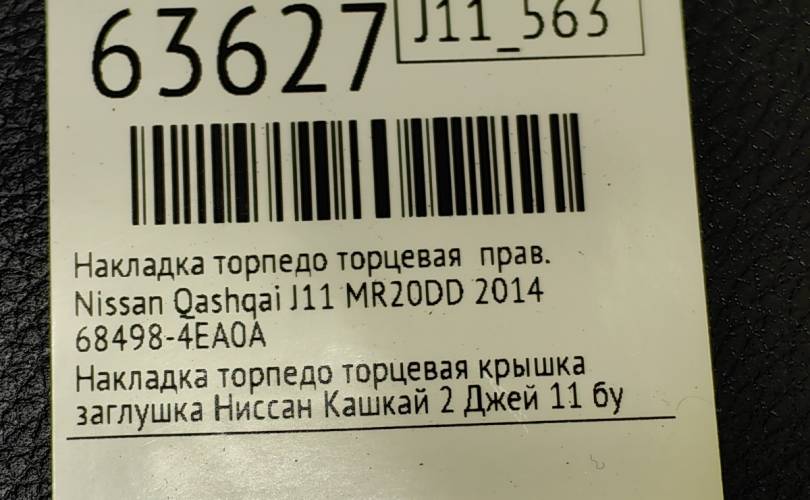 63627
J11_563
Накладка торпедо торцевая прав.
Nissan Qashqai J11 MR20DD 2014
68498-4EA0A
Накладка торпедо торцевая крышка
заглушка Ниссан Кашкай 2 Джей 11 бу